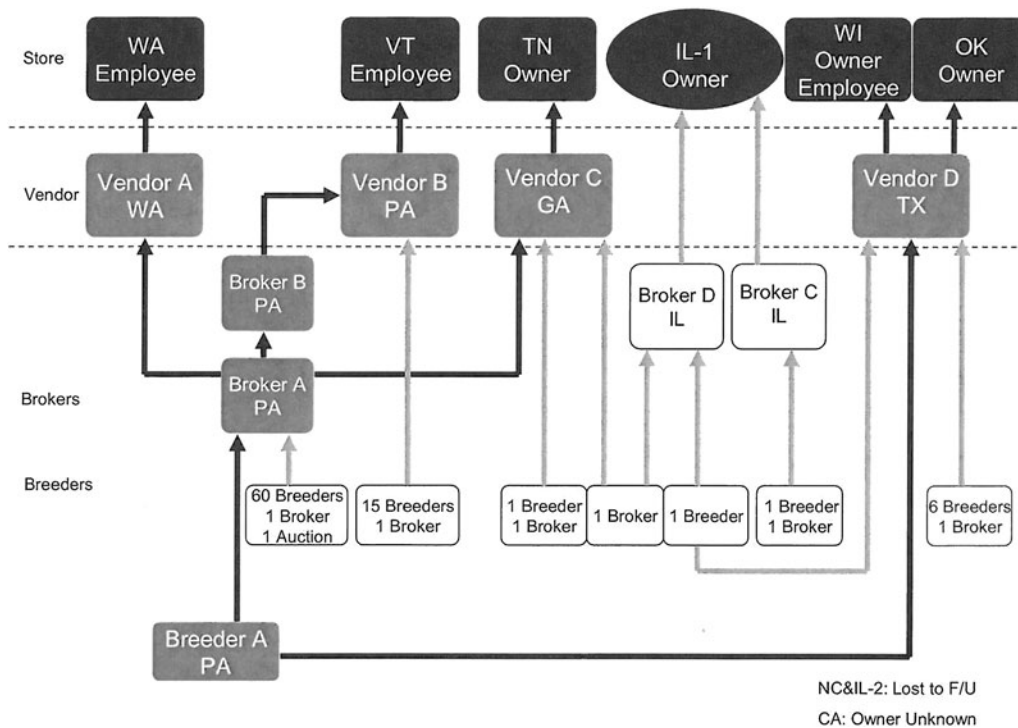 Store
WA
Employee
VT
Employee
TN
Owner
IL-1
Owner
WI
Owner
Employee
OK
Owner
Vendor
Vendor A
WA
Vendor B
PA
Vendor C
GA
Vendor D
TX
Broker B
PA
Broker D
IL
Broker C
IL
Brokers
Broker A
PA
Breeders
60 Breeders
1 Broker
1 Auction
15 Breeders
1 Broker
1 Breeder
1 Broker
1 Broker
1 Breeder
1 Breeder
1 Broker
6 Breeders
1 Broker
Breeder A
PA
NC&IL-2: Lost to F/U
CA: Owner Unknown